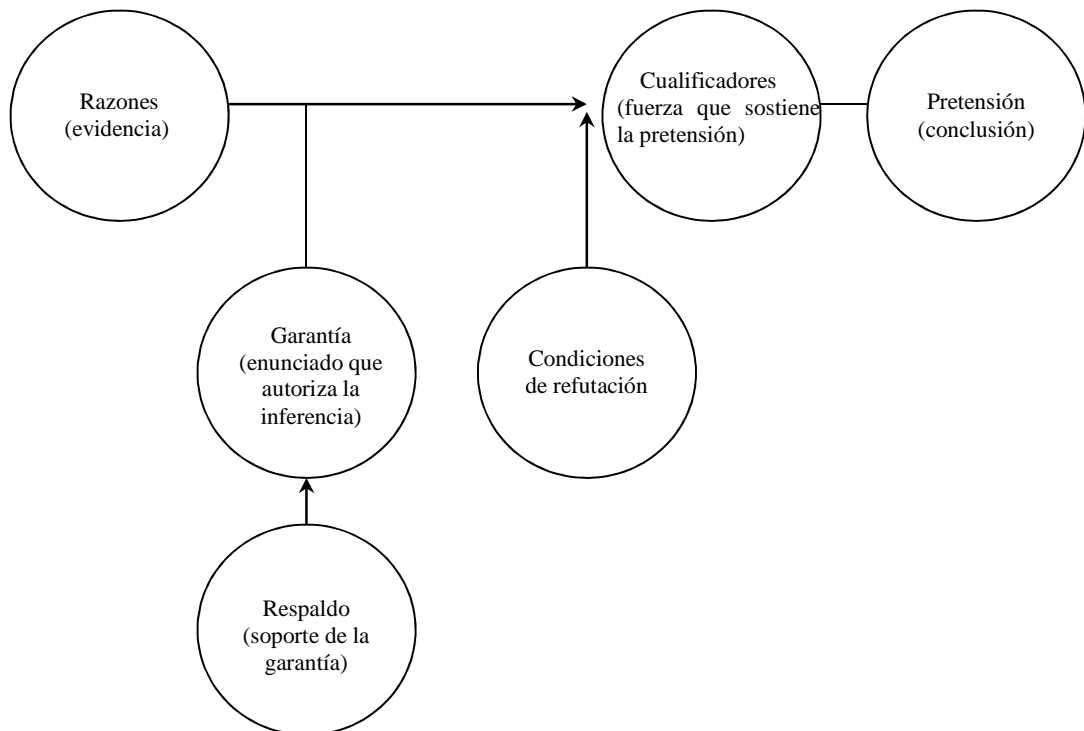 Razones
(evidencia)
Cualificadores
(fuerza que sostiene
la pretensión)
Pretensión
(conclusión)
Garantía
(enunciado que
autoriza la
inferencia)
Condiciones
de refutación
Respaldo
(soporte de la
garantía)